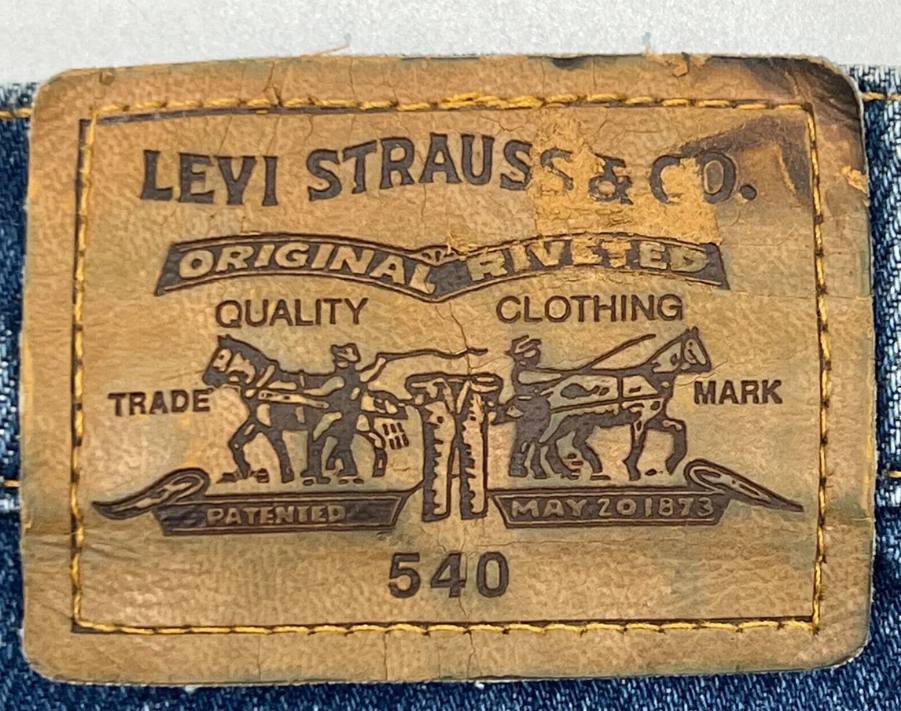 LEVI STRAUSS & CO.
ORIGINAL RIVETED
QUALITY CLOTHING
TRADE MARK
PATENTED MAY 20 1873
540